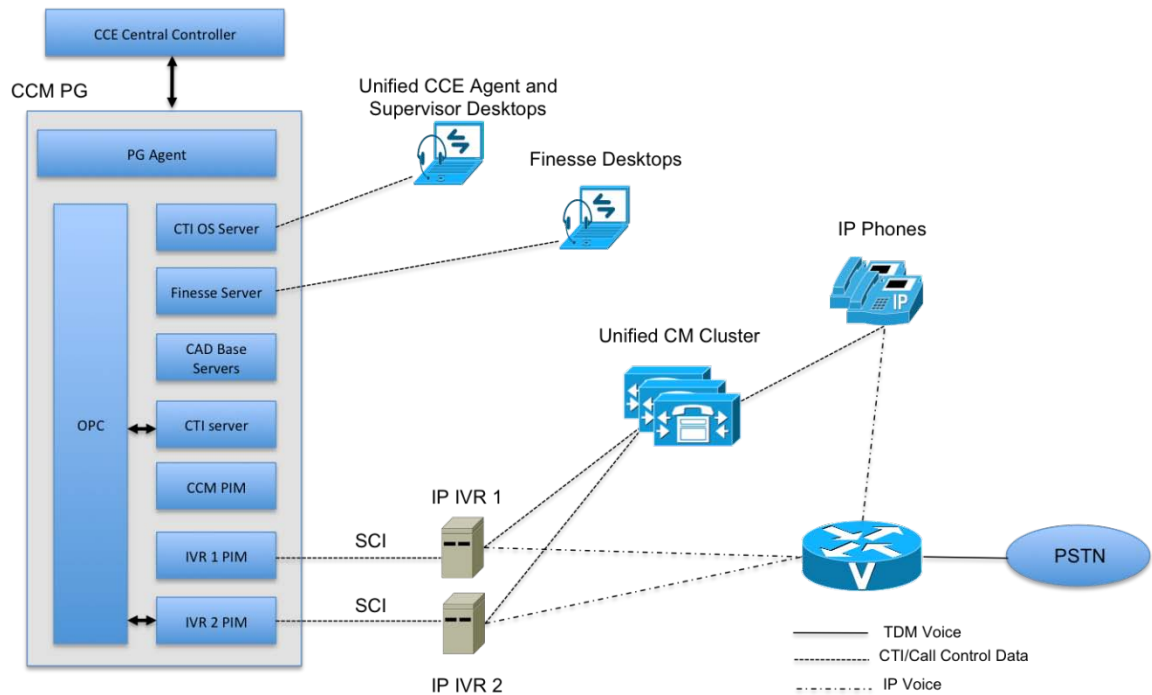 CCE Central Controller
CCM PG
PG Agent
OPC
CTI OS Server
Finesse Server
CAD Base
Servers
CTI server
CCM PIM
IVR 1 PIM
IVR 2 PIM
Unified CCE Agent and
Supervisor Desktops
Finesse Desktops
IP Phones
IP
Unified CM Cluster
IP IVR 1
SCI
SCI
IP IVR 2
V
PSTN
TDM Voice
CTI/Call Control Data
IP Voice